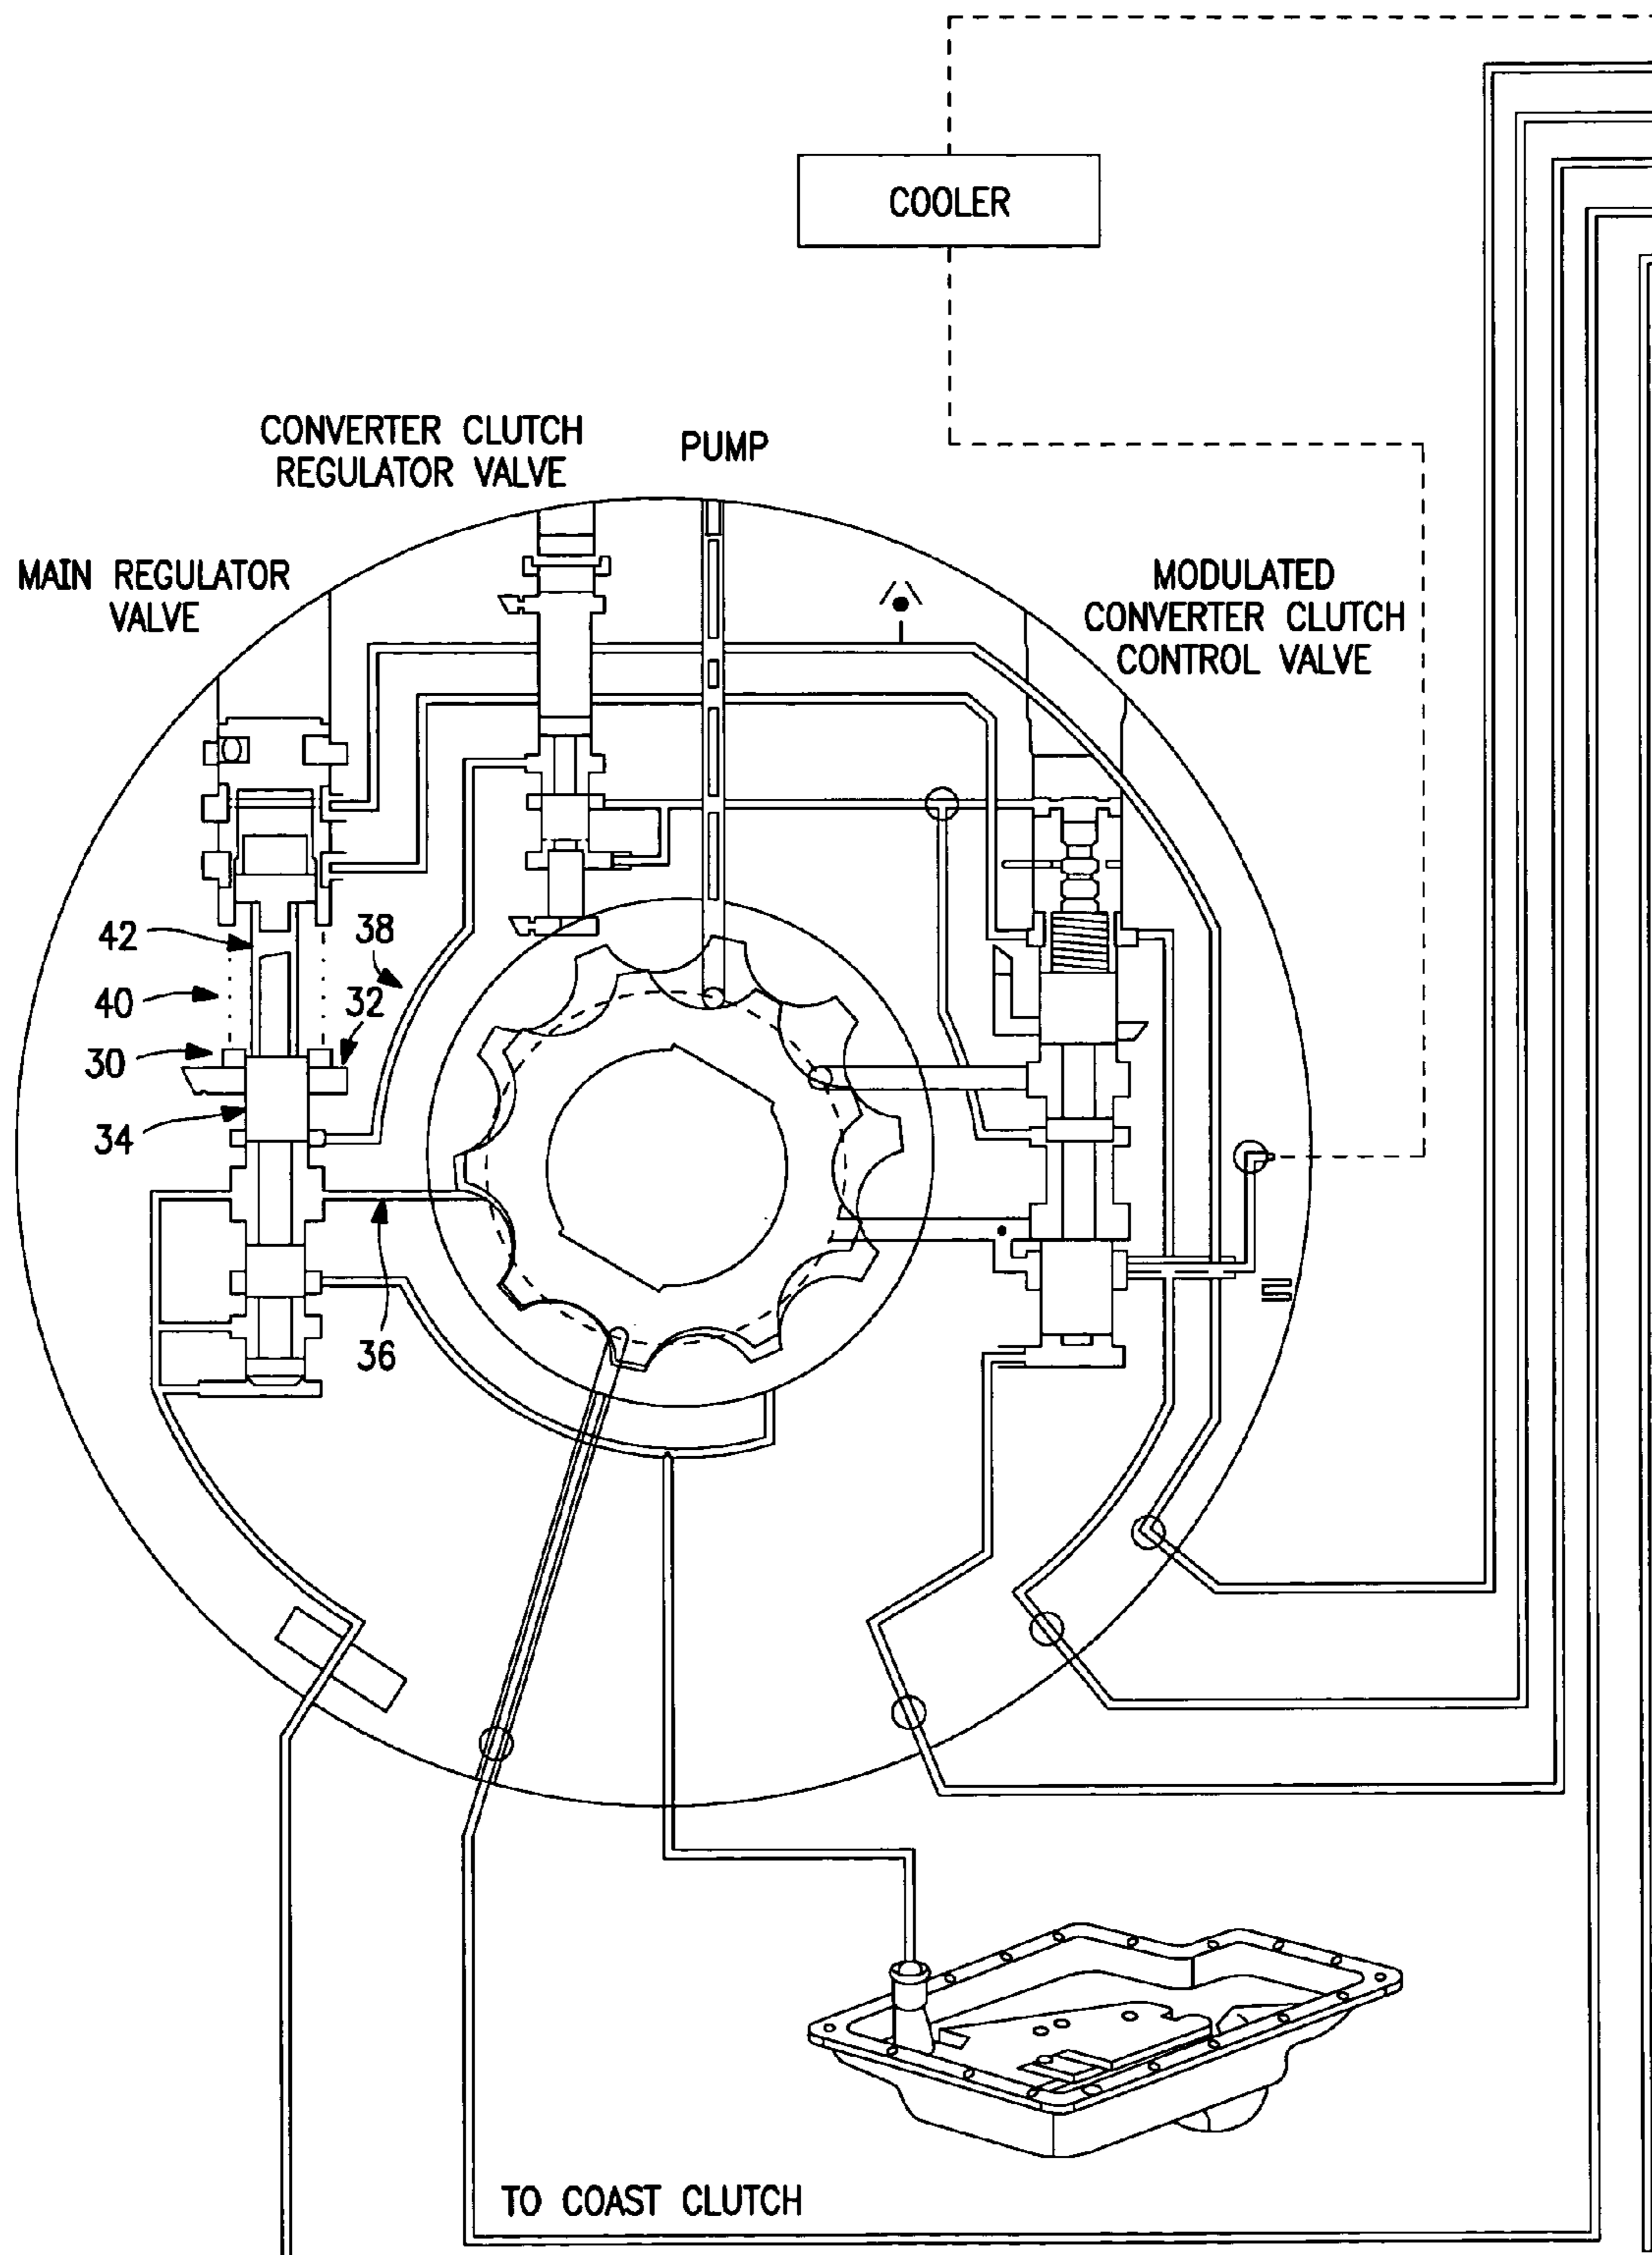 COOLER
CONVERTER CLUTCH
REGULATOR VALVE
PUMP
MAIN REGULATOR
VALVE
MODULATED
CONVERTER CLUTCH
CONTROL VALVE
42
38
40
32
30
34
36
TO COAST CLUTCH